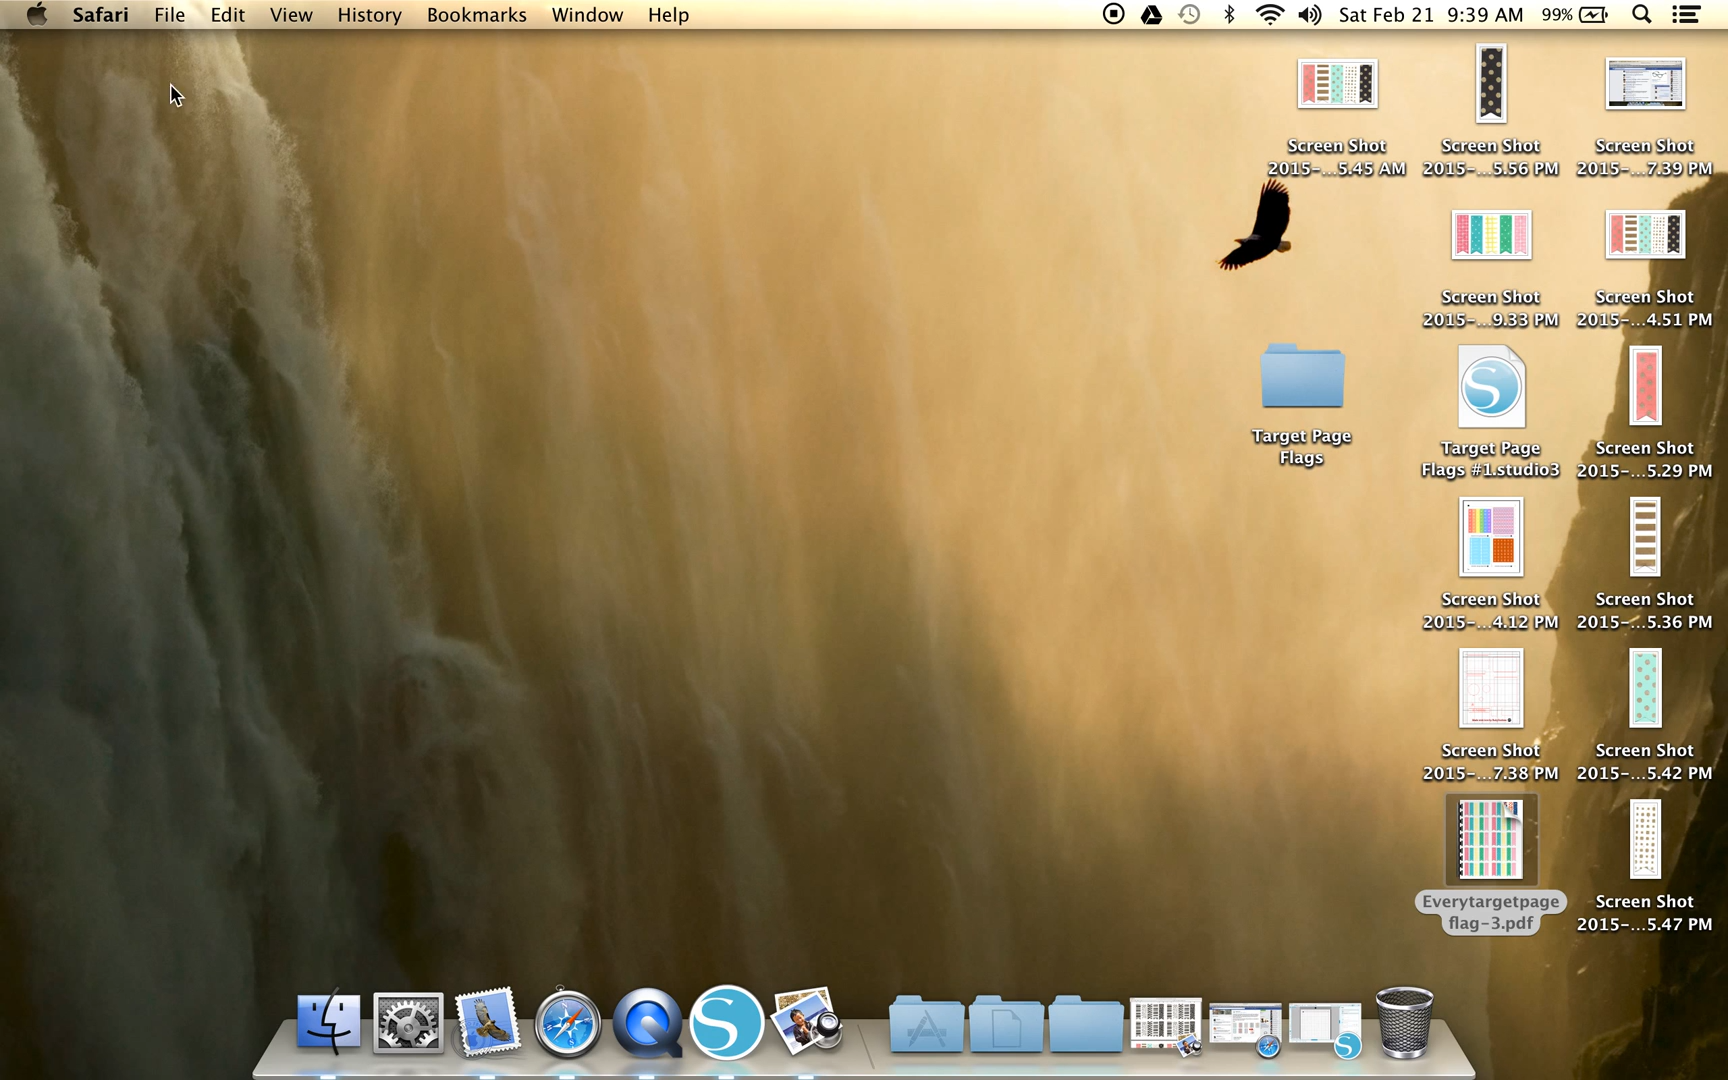 Safari File Edit View History Bookmarks Window Help
Sat Feb 21 9:39 AM 99%
Screen Shot
2015-...5.45 AM
Screen Shot
2015-...5.56 PM
Screen Shot
2015-...7.39 PM
Screen Shot
2015-...9.33 PM
Screen Shot
2015-...4.51 PM
Target Page
Flags
Target Page
Flags #1.studio3
Screen Shot
2015-...5.29 PM
Screen Shot
2015-...4.12 PM
Screen Shot
2015-...5.36 PM
Screen Shot
2015-...7.38 PM
Screen Shot
2015-...5.42 PM
Everytargetpage
flag-3.pdf
Screen Shot
2015-...5.47 PM